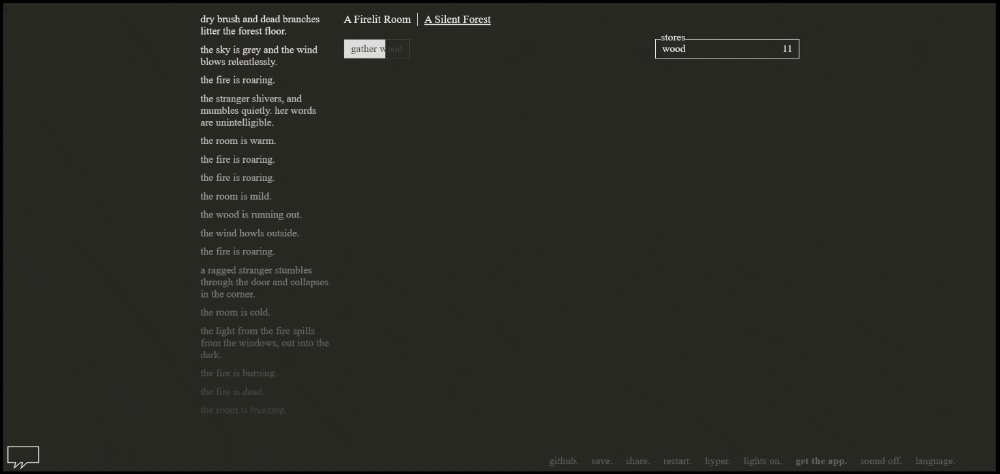 dry brush and dead branches
litter the forest floor.
the sky is grey and the wind
blows relentlessly.
the fire is roaring.
the stranger shivers, and
mumbles quietly. her words
are unintelligible.
the room is warm.
the fire is roaring.
the fire is roaring.
the room is mild.
the wood is running out.
the wind howls outside.
the fire is roaring.
a ragged stranger stumbles
through the door and collapses
in the corner.
the room is cold.
the light from the fire spills
from the windows, out into the
dark.
the fire is burning.
the fire is dead.
the room is freezing.
A Firelit Room | A Silent Forest
gather wood
stores
wood 11
github. save. share. restart. hyper. lights on. get the app. sound off. language.